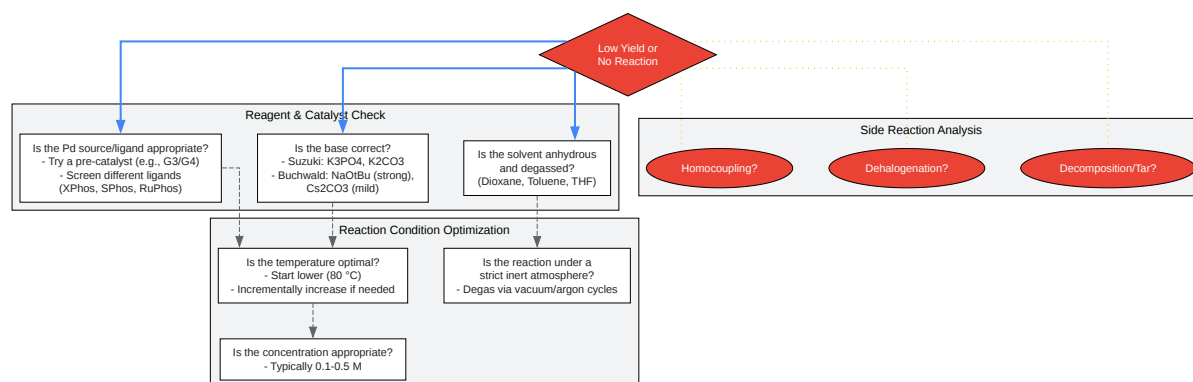 Low Yield or
No Reaction
Reagent & Catalyst Check
Is the Pd source/ligand appropriate?
- Try a pre-catalyst (e.g., G3/G4)
- Screen different ligands
(XPhos, SPhos, RuPhos)
Is the base correct?
- Suzuki: K3PO4, K2CO3
- Buchwald: NaOtBu (strong),
Cs2CO3 (mild)
Is the solvent anhydrous
and degassed?
(Dioxane, Toluene, THF)
Side Reaction Analysis
Homocoupling?
Dehalogenation?
Decomposition/Tar?
Reaction Condition Optimization
Is the temperature optimal?
- Start lower (80 °C)
- Incrementally increase if needed
Is the reaction under a
strict inert atmosphere?
- Degas via vacuum/argon cycles
Is the concentration appropriate?
- Typically 0.1-0.5 M